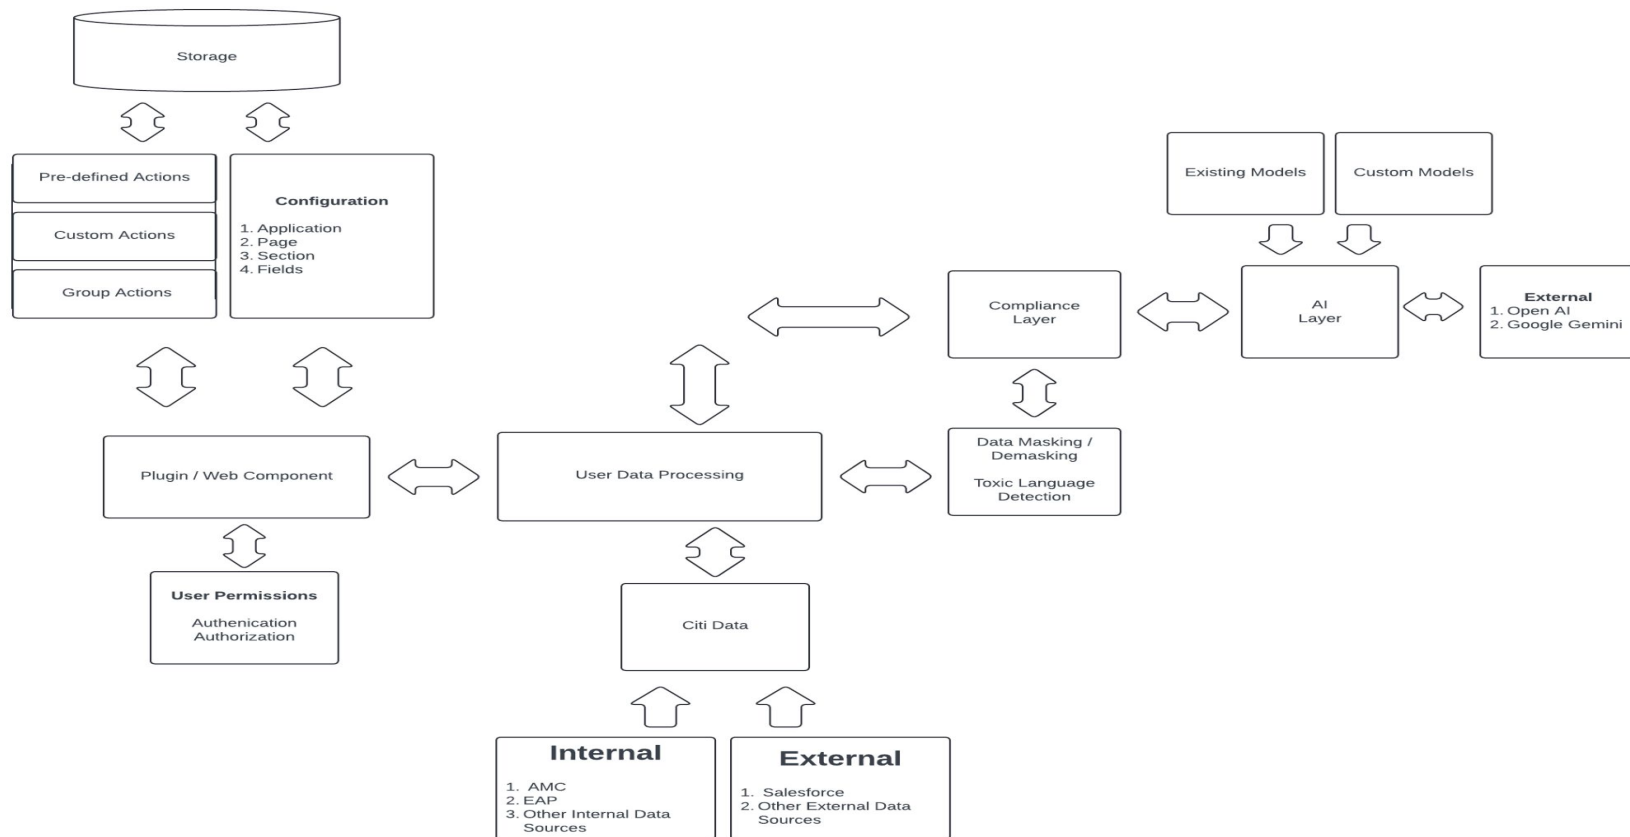 Storage
Pre-defined Actions
Custom Actions
Group Actions
Configuration
1. Application
2. Page
3. Section
4. Fields
Existing Models
Custom Models
Compliance
Layer
AI
Layer
External
1. Open AI
2. Google Gemini
Plugin / Web Component
User Data Processing
Data Masking /
Demasking
Toxic Language
Detection
User Permissions
Authenication
Authorization
Citi Data
Internal
1. AMC
2. EAP
3. Other Internal Data
Sources
External
1. Salesforce
2. Other External Data
Sources